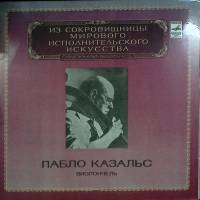 ИЗ СОКРОВИЩНИЦЫ
МИРОВОГО
ИСПОЛНИТЕЛЬСКОГО
ИСКУССТВА
ПАБЛО КАЗАЛЬС
ВИОЛОНЧЕЛЬ